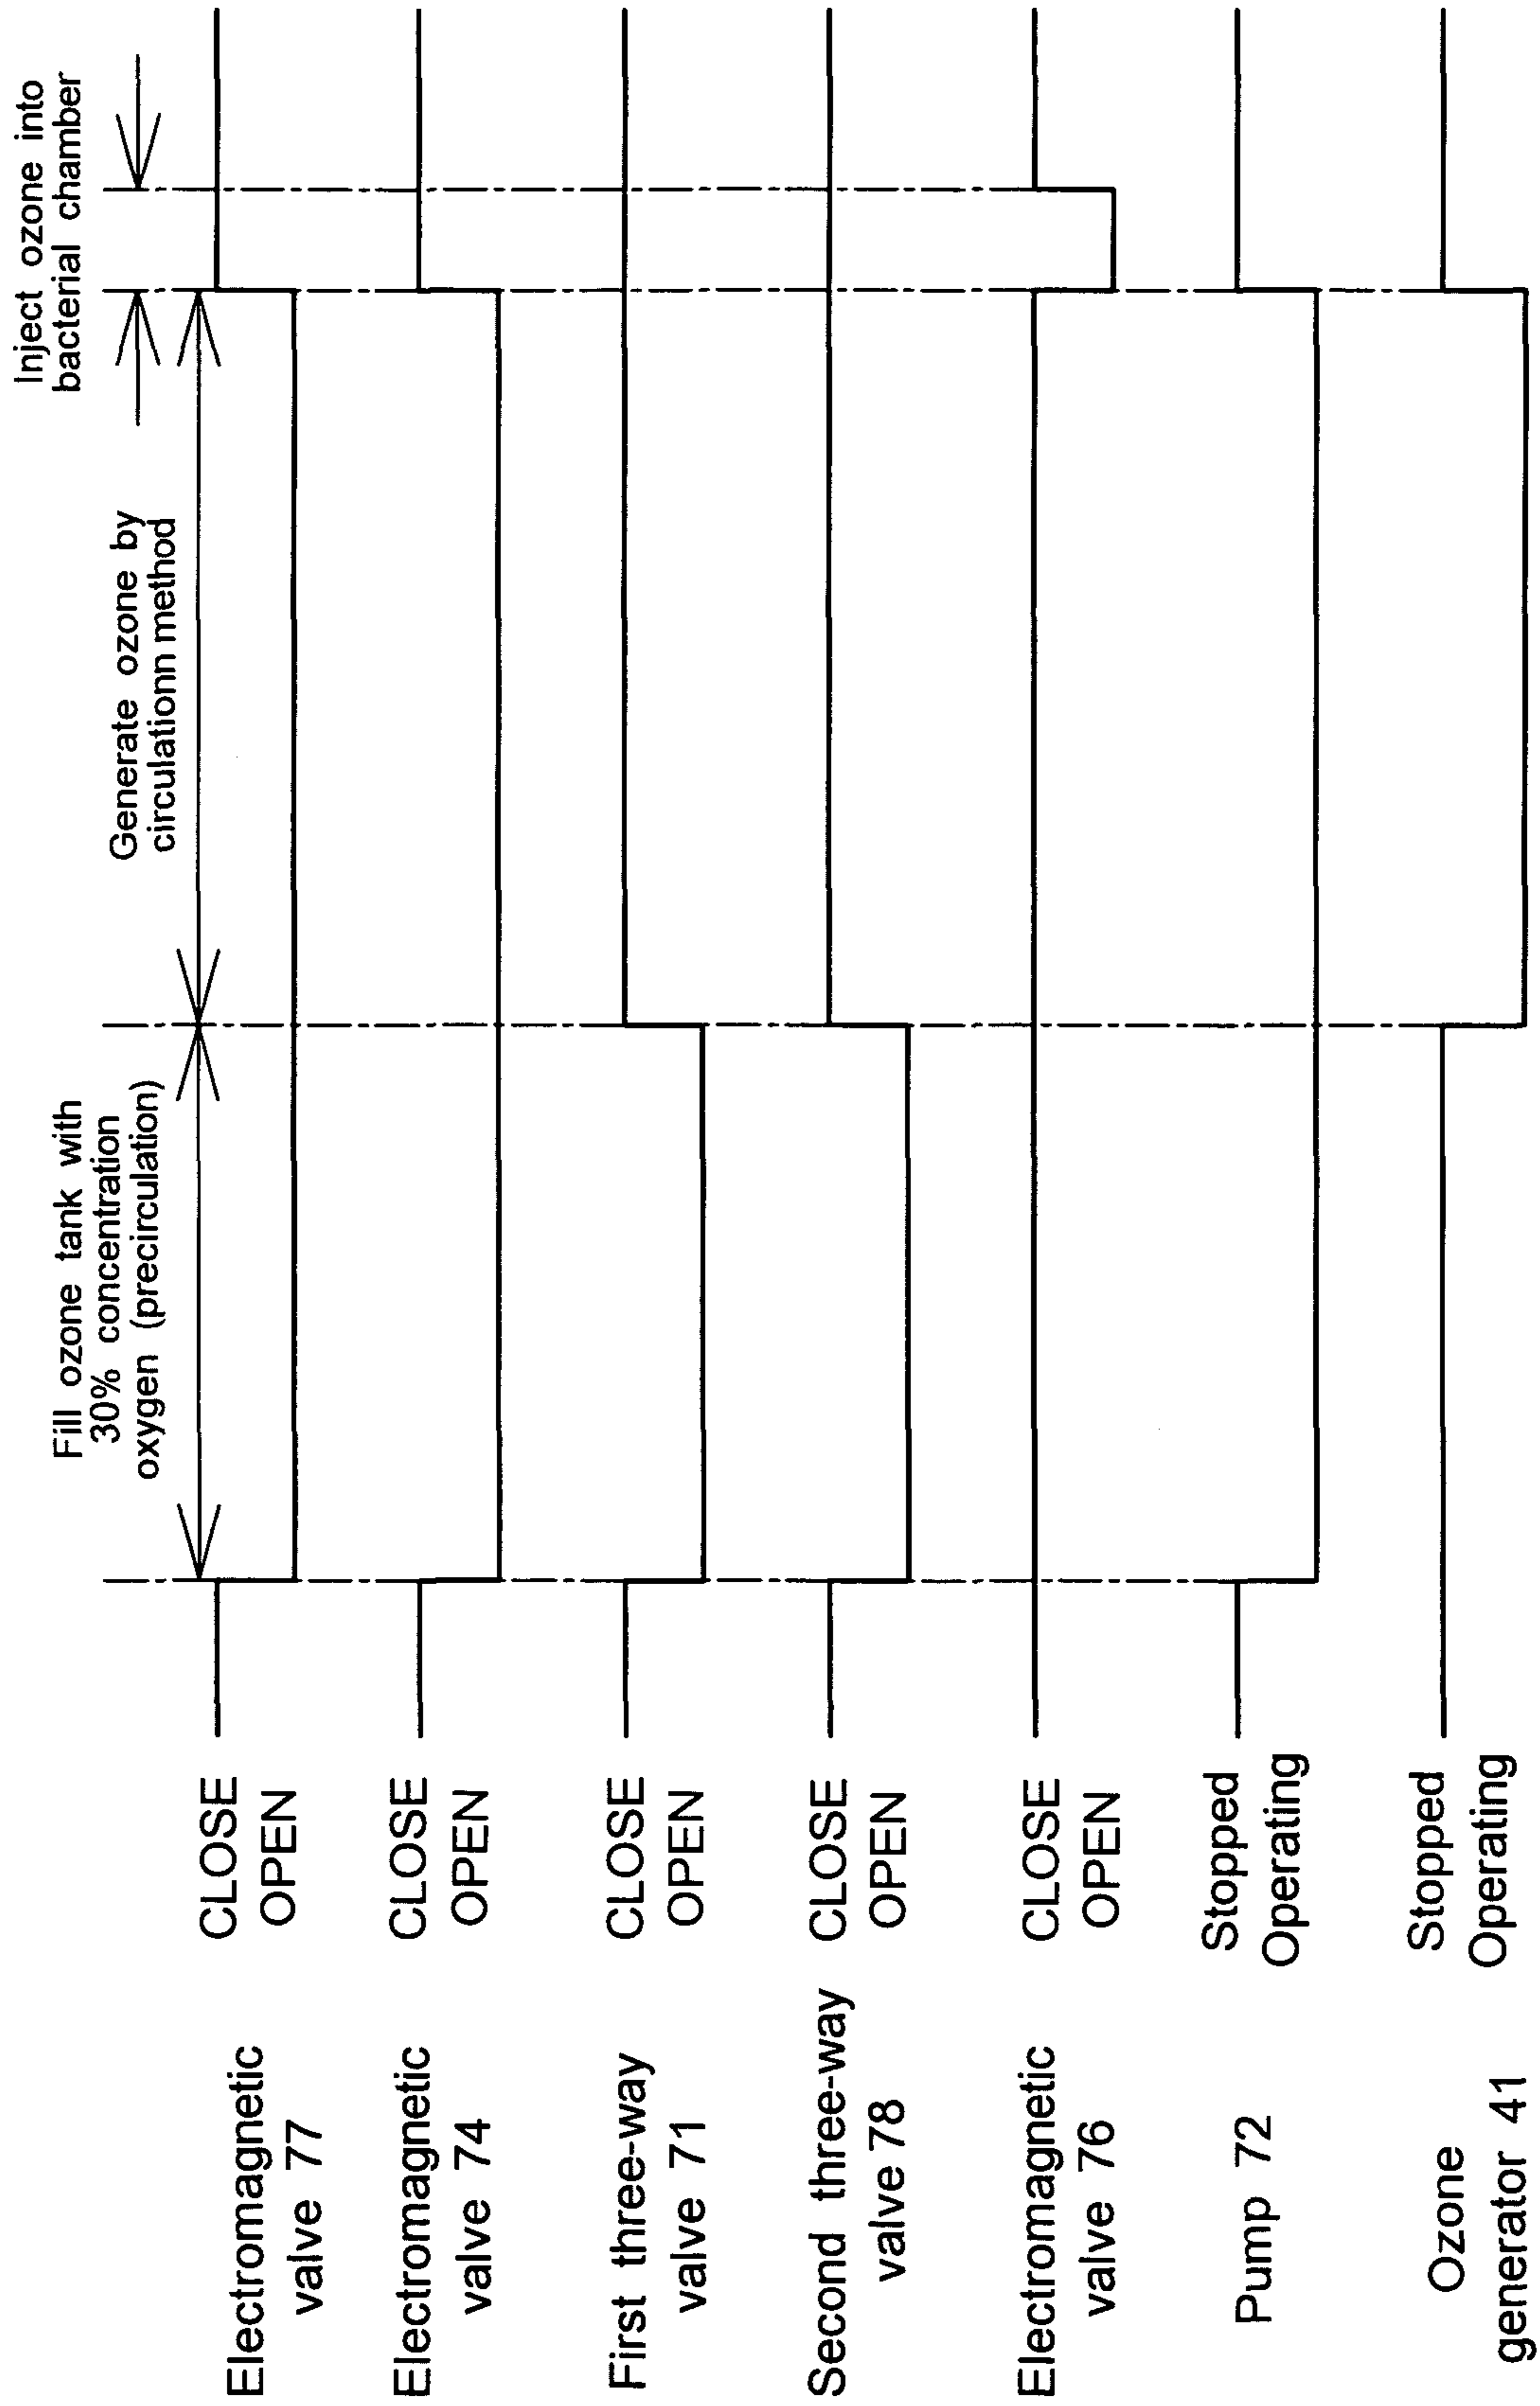 Fill ozone tank with
30% concentration
oxygen (precirculation)
Generate ozone by
circulationn method
Inject ozone into
bacterial chamber
Electromagnetic
valve 77
CLOSE
OPEN
Electromagnetic
valve 74
CLOSE
OPEN
First three-way
valve 71
CLOSE
OPEN
Second three-way
valve 78
CLOSE
OPEN
Electromagnetic
valve 76
CLOSE
OPEN
Pump 72
Stopped
Operating
Ozone
generator 41
Stopped
Operating